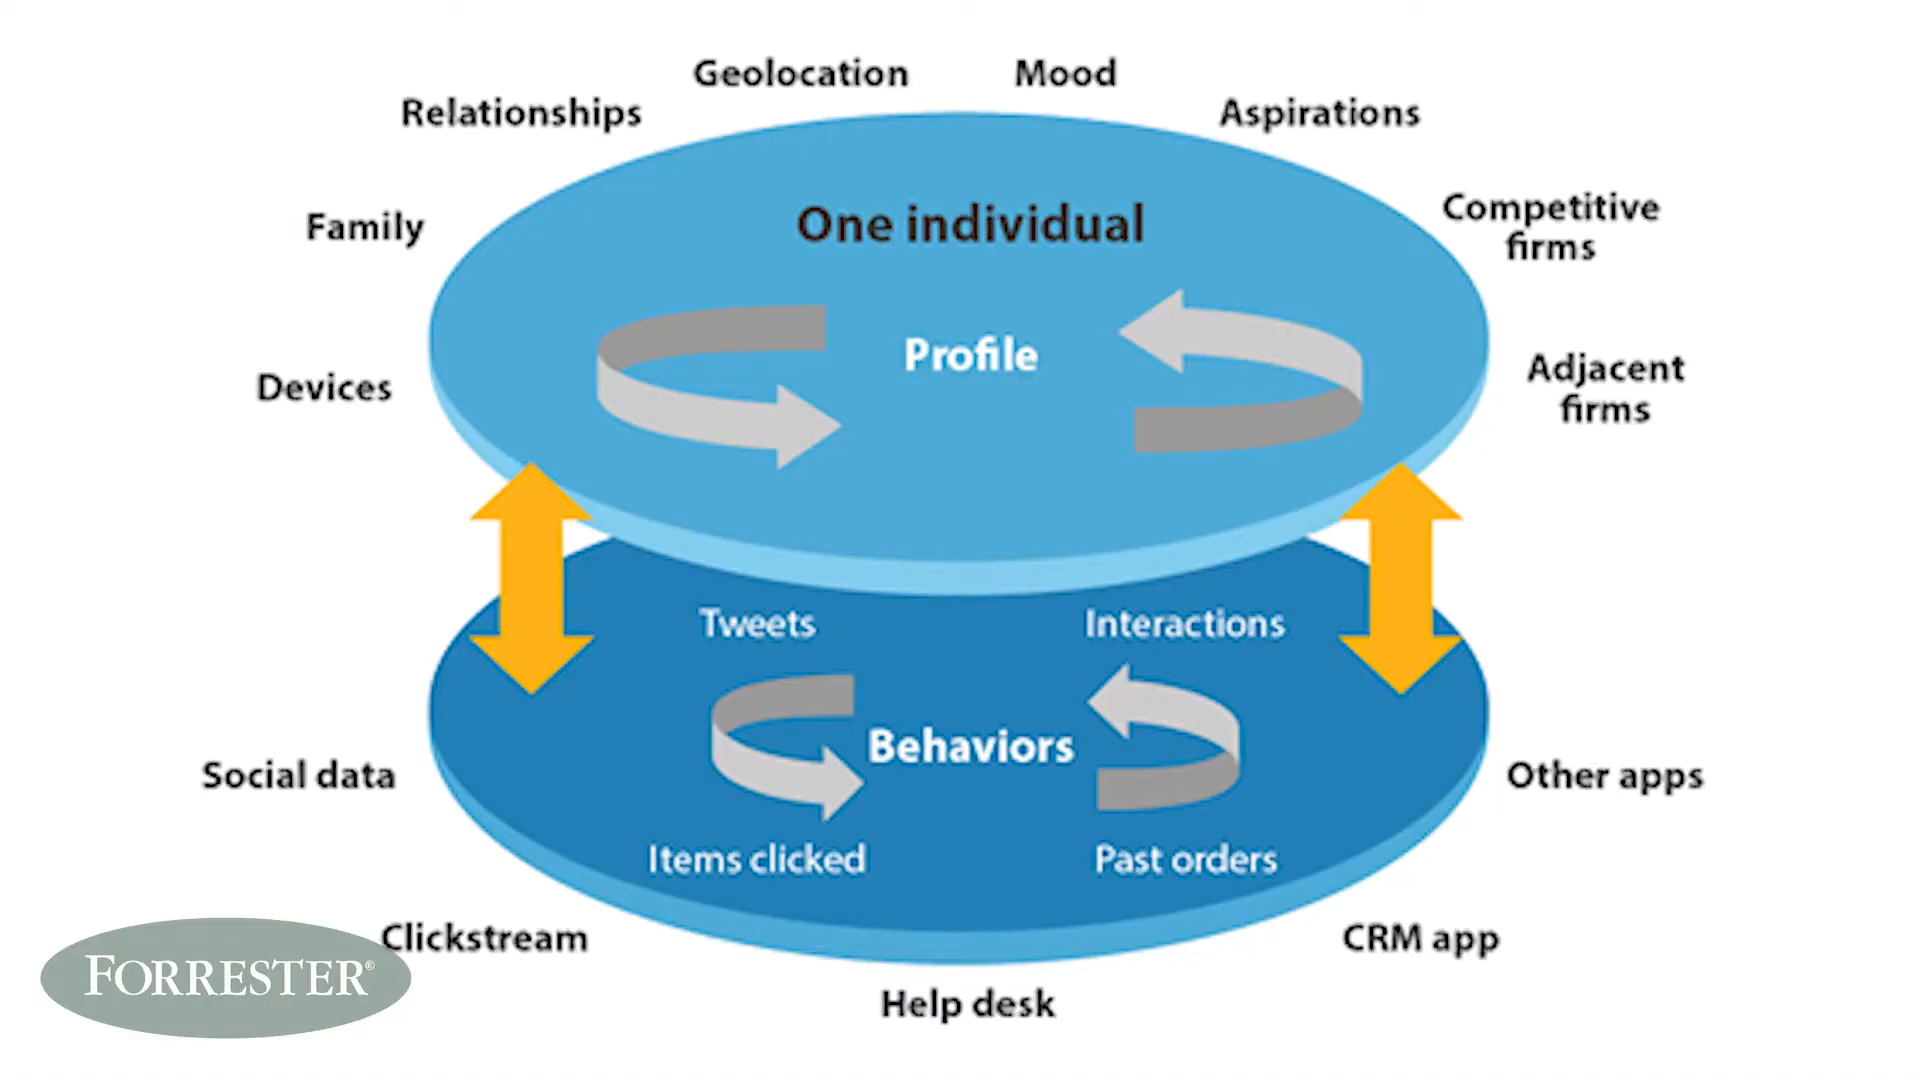 Geolocation
Mood
Relationships
Aspirations
One individual
Family
Competitive
firms
Profile
Devices
Adjacent
firms
Tweets
Interactions
Behaviors
Social data
Other apps
Items clicked
Past orders
Clickstream
CRM app
FORRESTER®
Help desk